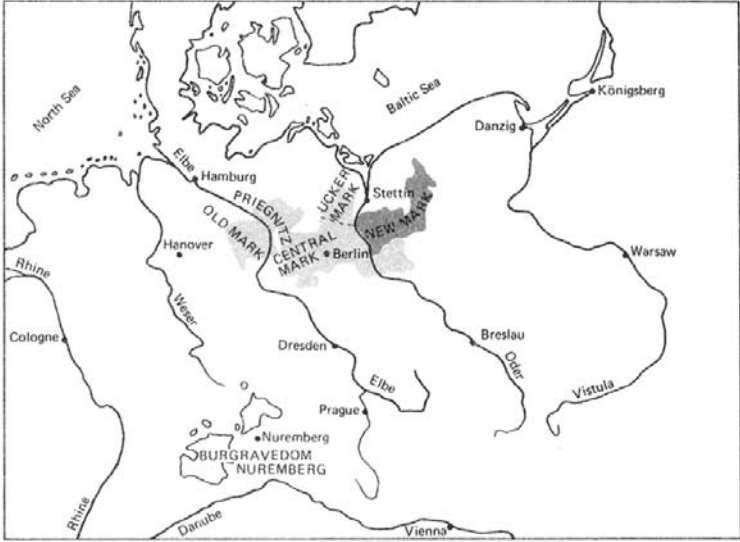 North Sea
Baltic Sea
Königsberg
Danzig
Elbe
Hamburg
PRIEGNITZ
UCKER
MARK
Stettin
OLD MARK
NEW MARK
Hanover
CENTRAL
MARK
Berlin
Warsaw
Rhine
Weser
Cologne
Dresden
Breslau
Oder
Elbe
Vistula
Prague
Nuremberg
BURGRAVEDOM
NUREMBERG
Rhine
Danube
Vienna